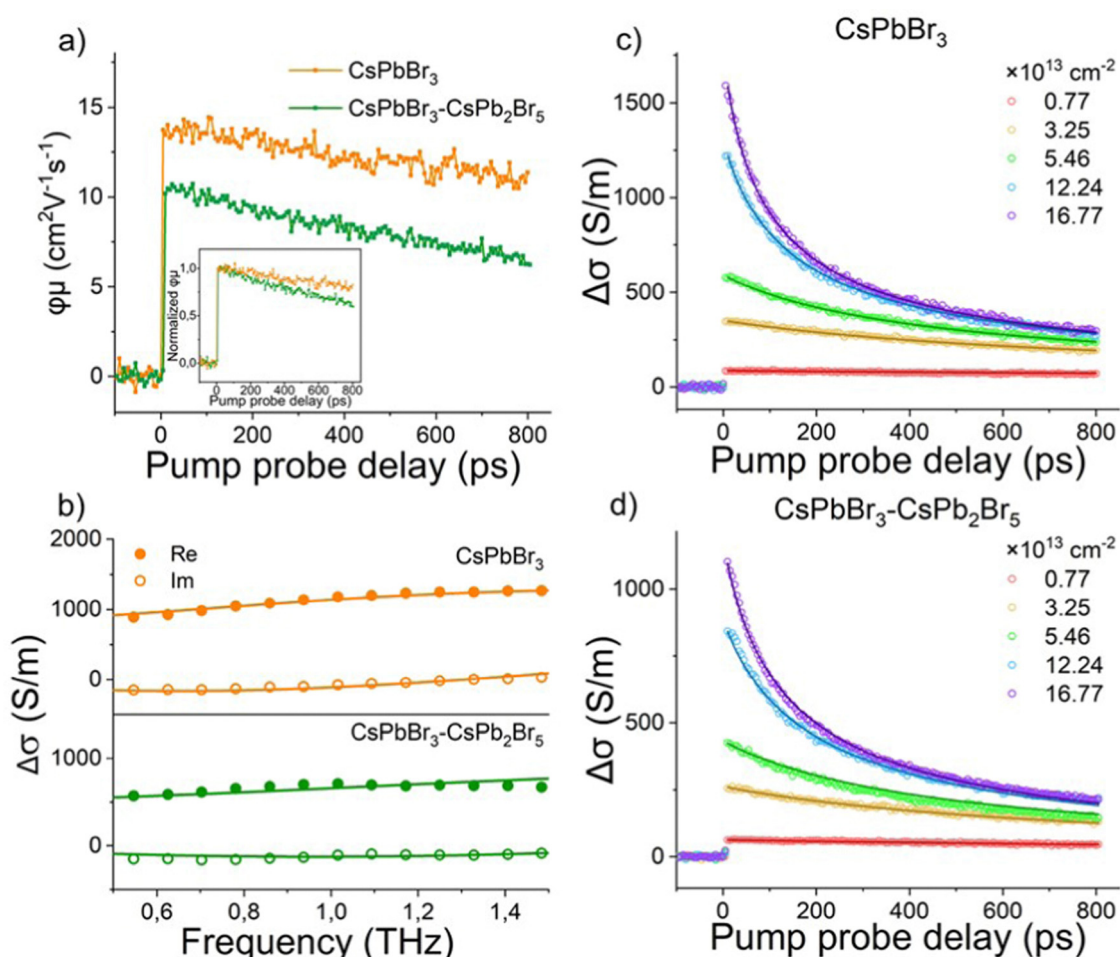 a)
CsPbBr3
CsPbBr3-CsPb2Br5
φμ (cm2V-1s-1)
15
10
5
0
Normalized φμ
1,0
0,5
0,0
0 200 400 600 800
Pump probe delay (ps)
0 200 400 600 800
Pump probe delay (ps)
b)
Re
Im
CsPbBr3
CsPbBr3-CsPb2Br5
Δσ (S/m)
2000
1000
0
1000
0
0,6 0,8 1,0 1,2 1,4
Frequency (THz)
c)
CsPbBr3
×10^13 cm-2
0.77
3.25
5.46
12.24
16.77
Δσ (S/m)
1500
1000
500
0
0 200 400 600 800
Pump probe delay (ps)
d)
CsPbBr3-CsPb2Br5
×10^13 cm-2
0.77
3.25
5.46
12.24
16.77
Δσ (S/m)
1000
500
0
0 200 400 600 800
Pump probe delay (ps)